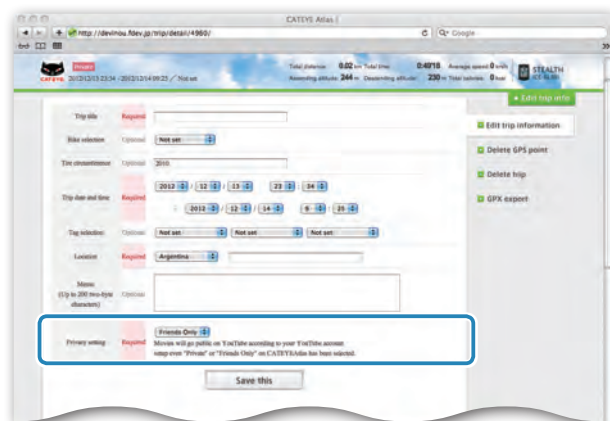 CATEYE Atlas
http://devinou.fdev.jp/trip/detail/4960/
Google
CATEYE
Private
2012/12/13 23:34 /2012/12/14 09:25 / Not set
Total distance: 0.02 km Total time: 0:40'18 Average speed: 0 km/h
Ascending altitude: 244 m Descending altitude: 230 m Total calories: 0 kcal
STEALTH
Edit trip info
Trip title Required
Edit trip information
Bike selection Optional Not set
Delete GPS point
Tire circumference Optional 2010
Delete trip
2012 / 12 / 13 23 : 34
Trip date and time Required
GPX export
: 2012 / 12 / 14 9 : 25
Tag selection Optional Not set Not set Not set
Location Required Argentina
Memo
(Up to 200 two-byte Optional
characters)
Friends Only
Privacy setting Required Movies will go public on YouTube according to your YouTube account
setup even "Private" or "Friends Only" on CATEYEAtlas has been selected.
Save this